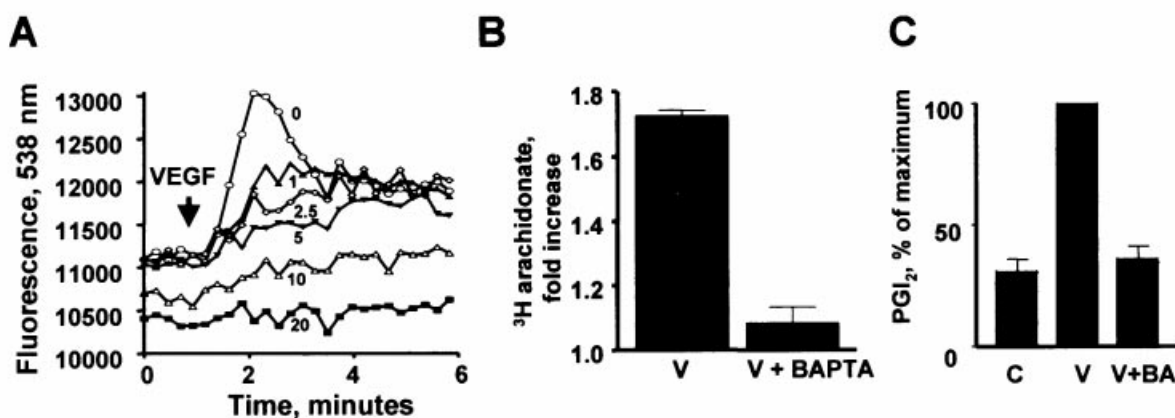 A
Fluorescence, 538 nm
13000
12000
11500
11000
10500
10000
VEGF
0
1
2.5
5
10
20
0
2
4
6
Time, minutes
B
³H arachidonate,
fold increase
1.8
1.6
1.4
1.2
1.0
V
V + BAPTA
C
PGI₂, % of maximum
100
50
0
C
V
V+BA